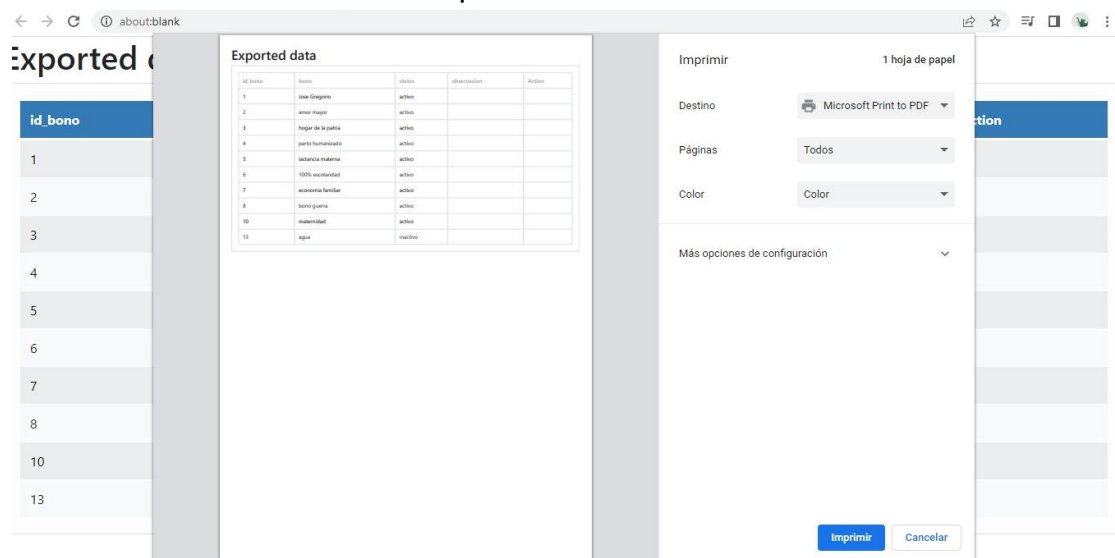 about:blank
Exported
id_bono
1
2
3
4
5
6
7
8
10
13
Exported data
id_bono bono status observacion Action
1 Jose Gregorio activo
2 amor mayor activo
3 hogar de la patria activo
4 parto humanizado activo
5 lactancia materna activo
6 100% escolaridad activo
7 economia familiar activo
8 bono guerra activo
10 maternidad activo
13 agua inactivo
Imprimir 1 hoja de papel
Destino Microsoft Print to PDF
Páginas Todos
Color Color
Más opciones de configuración
Imprimir Cancelar
ction